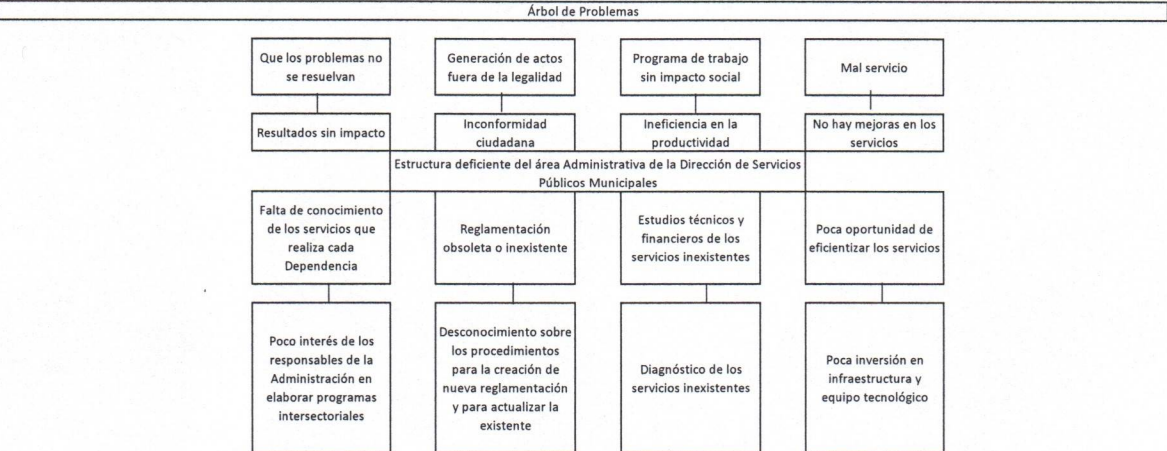 Árbol de Problemas
Que los problemas no
se resuelvan
Generación de actos
fuera de la legalidad
Programa de trabajo
sin impacto social
Mal servicio
Resultados sin impacto
Inconformidad
ciudadana
Ineficiencia en la
productividad
No hay mejoras en los
servicios
Estructura deficiente del área Administrativa de la Dirección de Servicios
Públicos Municipales
Falta de conocimiento
de los servicios que
realiza cada
Dependencia
Reglamentación
obsoleta o inexistente
Estudios técnicos y
financieros de los
servicios inexistentes
Poca oportunidad de
eficientizar los servicios
Poco interés de los
responsables de la
Administración en
elaborar programas
intersectoriales
Desconocimiento sobre
los procedimientos
para la creación de
nueva reglamentación
y para actualizar la
existente
Diagnóstico de los
servicios inexistentes
Poca inversión en
infraestructura y
equipo tecnológico